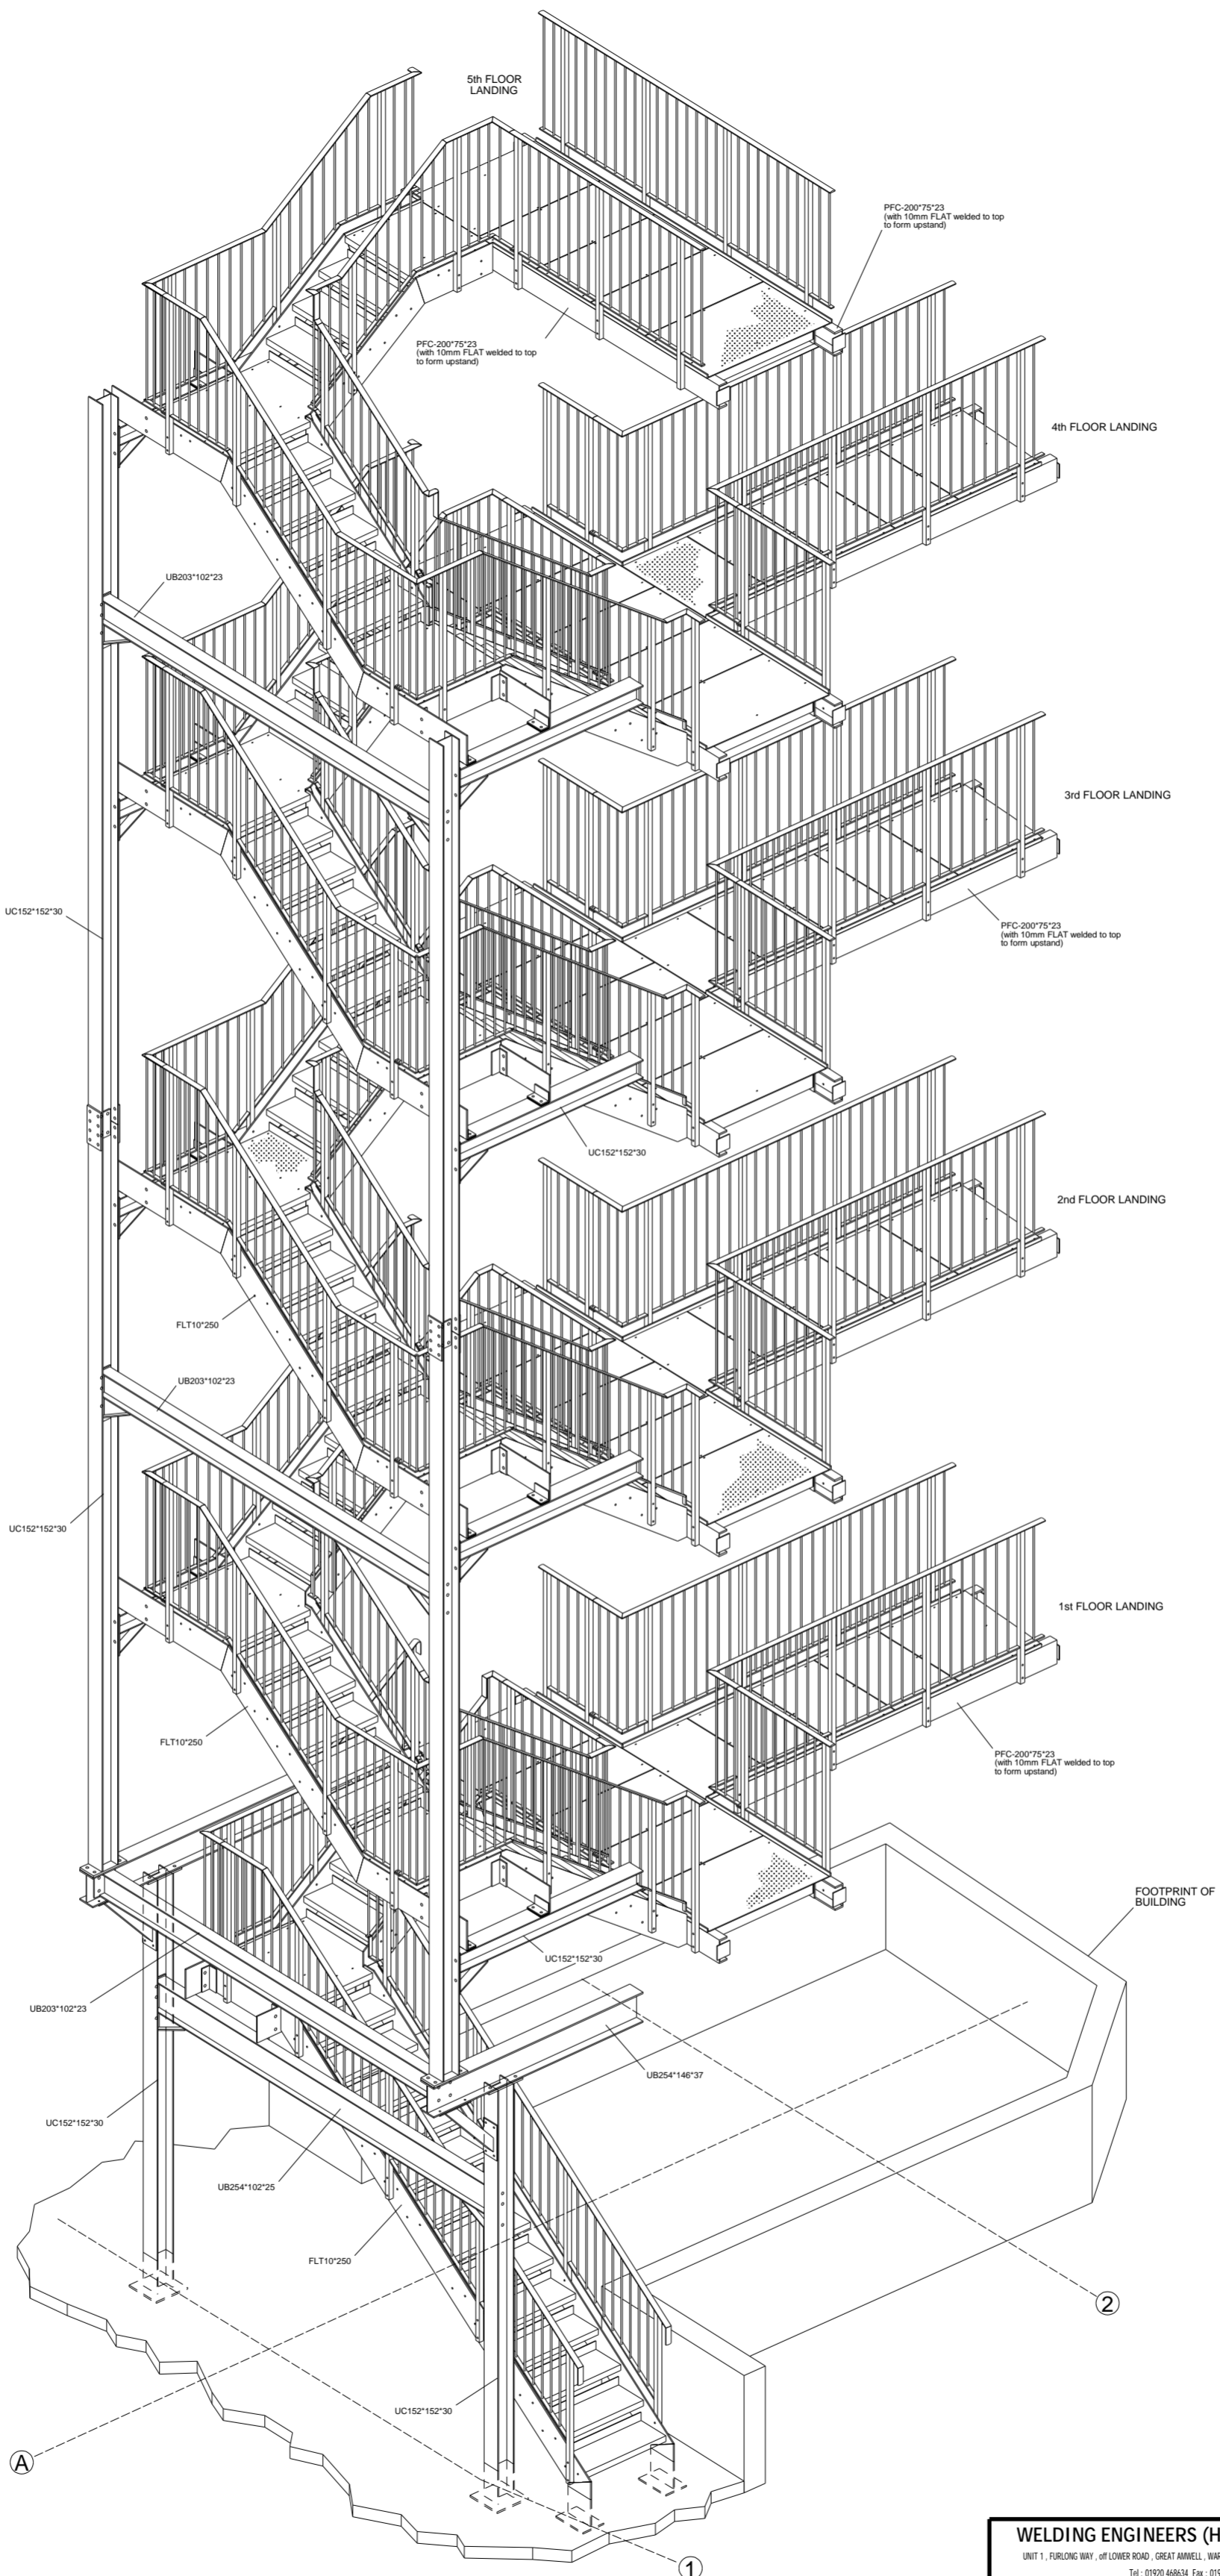 5th FLOOR
LANDING
PFC-200*75*23
(with 10mm FLAT welded to top
to form upstand)
PFC-200*75*23
(with 10mm FLAT welded to top
to form upstand)
4th FLOOR LANDING
UB203*102*23
3rd FLOOR LANDING
UC152*152*30
PFC-200*75*23
(with 10mm FLAT welded to top
to form upstand)
UC152*152*30
2nd FLOOR LANDING
FLT10*250
UB203*102*23
UC152*152*30
1st FLOOR LANDING
FLT10*250
PFC-200*75*23
(with 10mm FLAT welded to top
to form upstand)
FOOTPRINT OF
BUILDING
UC152*152*30
UB203*102*23
UB254*146*37
UC152*152*30
UB254*102*25
FLT10*250
2
UC152*152*30
A
1
WELDING ENGINEERS (H
UNIT 1 , FURLONG WAY , off LOWER ROAD , GREAT AMWELL , WAR
Tel : 01920 468634 Fax : 019